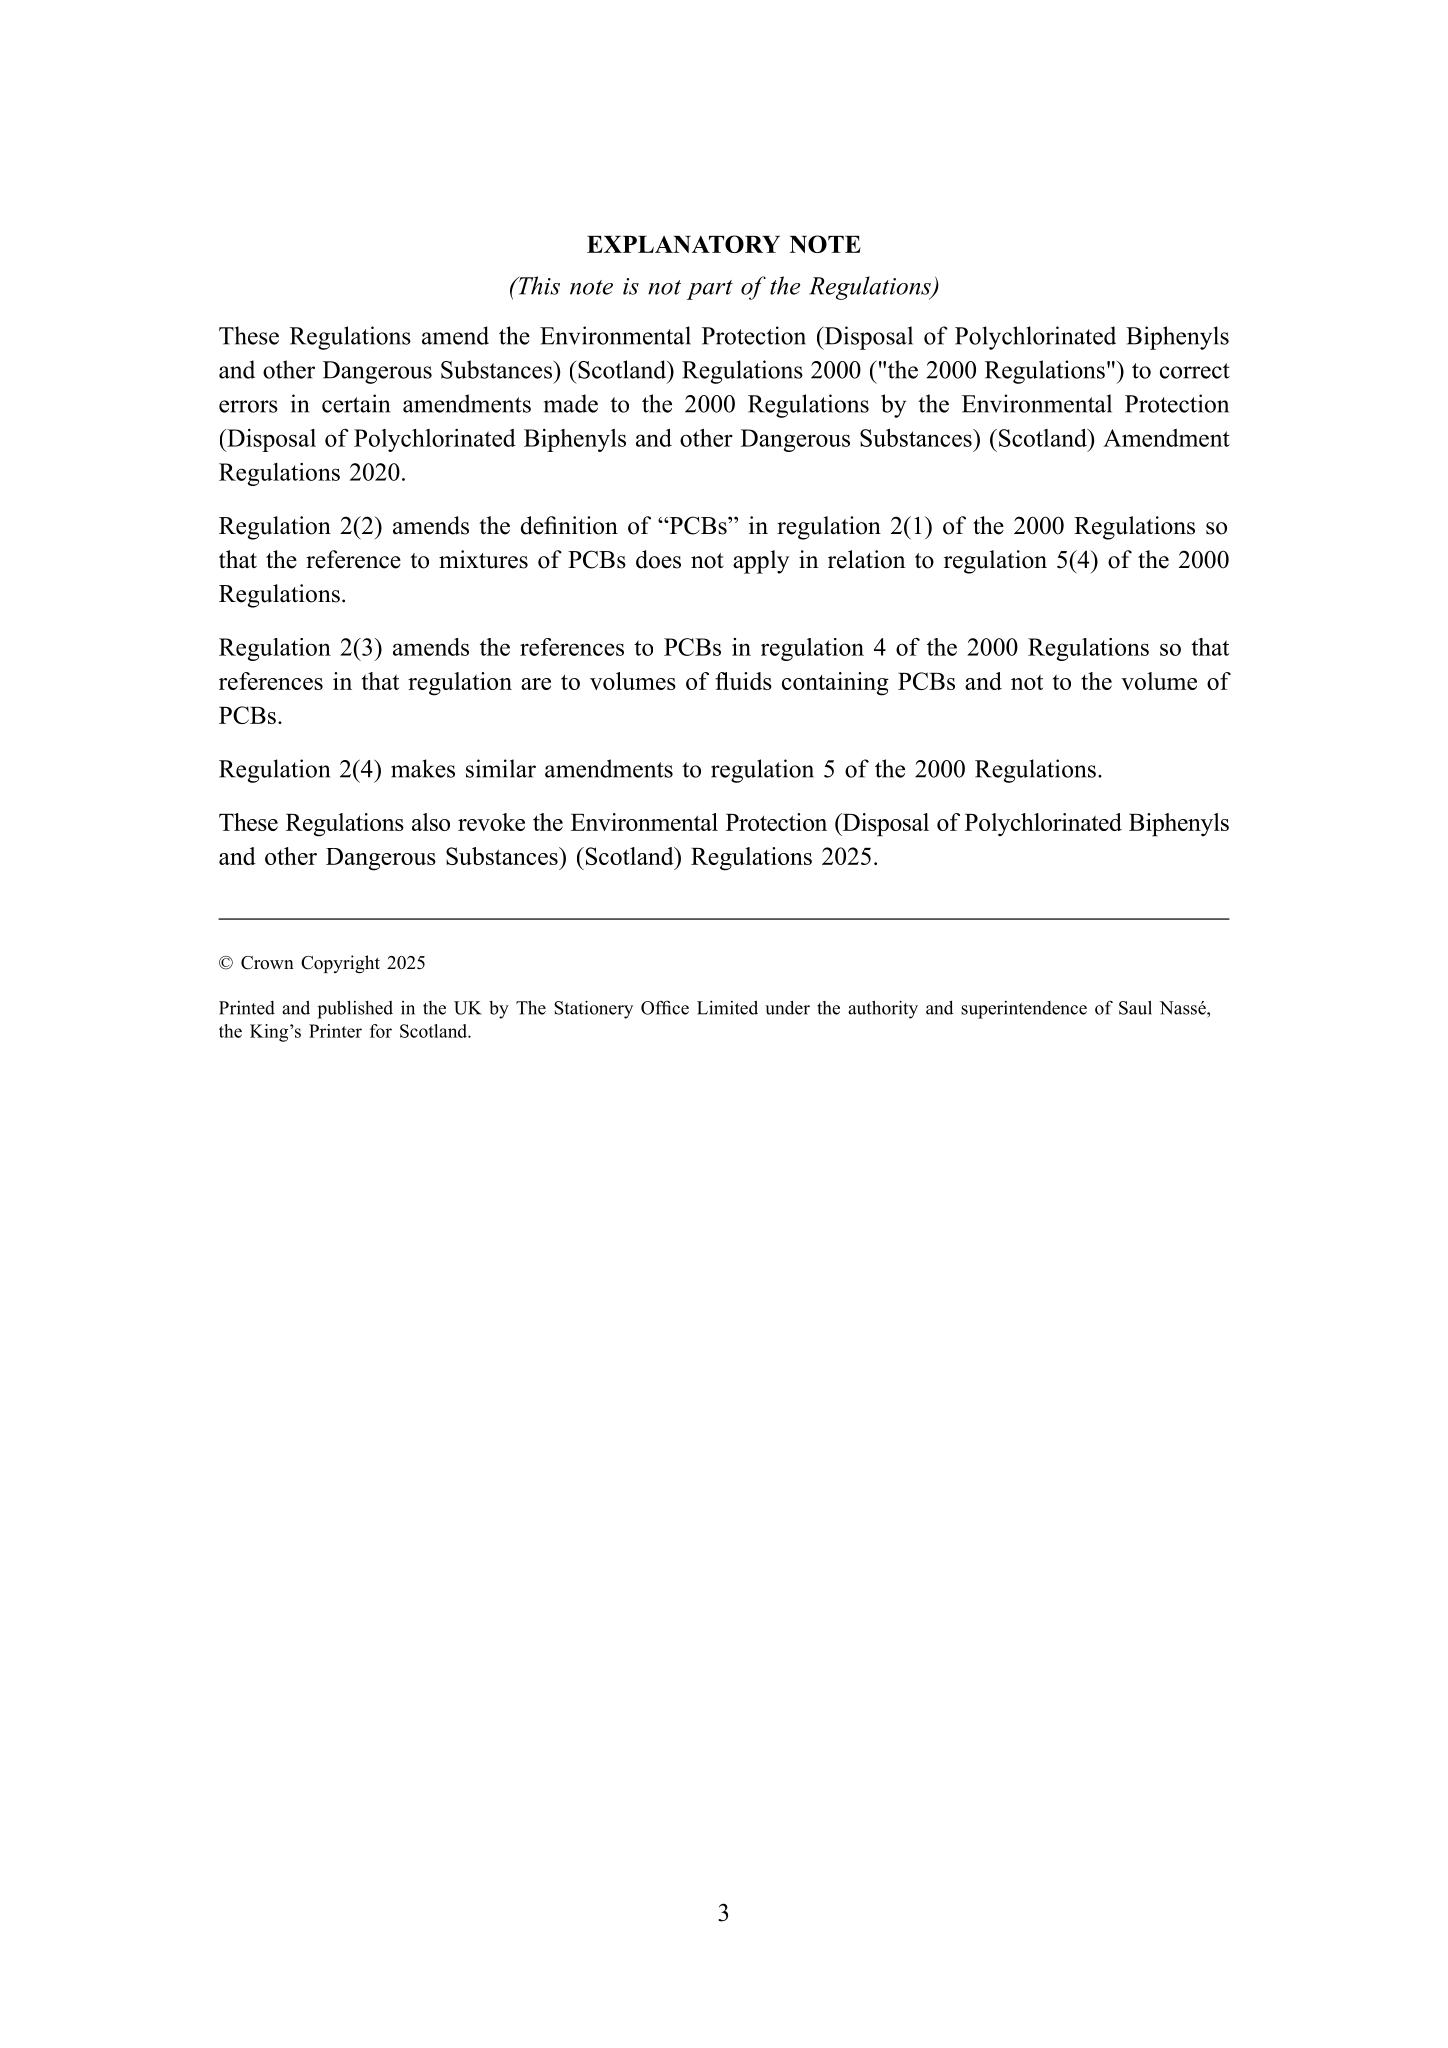 EXPLANATORY NOTE
(This note is not part of the Regulations)
These Regulations amend the Environmental Protection (Disposal of Polychlorinated Biphenyls
and other Dangerous Substances) (Scotland) Regulations 2000 ("the 2000 Regulations") to correct
errors in certain amendments made to the 2000 Regulations by the Environmental Protection
(Disposal of Polychlorinated Biphenyls and other Dangerous Substances) (Scotland) Amendment
Regulations 2020.
Regulation 2(2) amends the definition of “PCBs” in regulation 2(1) of the 2000 Regulations so
that the reference to mixtures of PCBs does not apply in relation to regulation 5(4) of the 2000
Regulations.
Regulation 2(3) amends the references to PCBs in regulation 4 of the 2000 Regulations so that
references in that regulation are to volumes of fluids containing PCBs and not to the volume of
PCBs.
Regulation 2(4) makes similar amendments to regulation 5 of the 2000 Regulations.
These Regulations also revoke the Environmental Protection (Disposal of Polychlorinated Biphenyls
and other Dangerous Substances) (Scotland) Regulations 2025.
© Crown Copyright 2025
Printed and published in the UK by The Stationery Office Limited under the authority and superintendence of Saul Nassé,
the King’s Printer for Scotland.
3